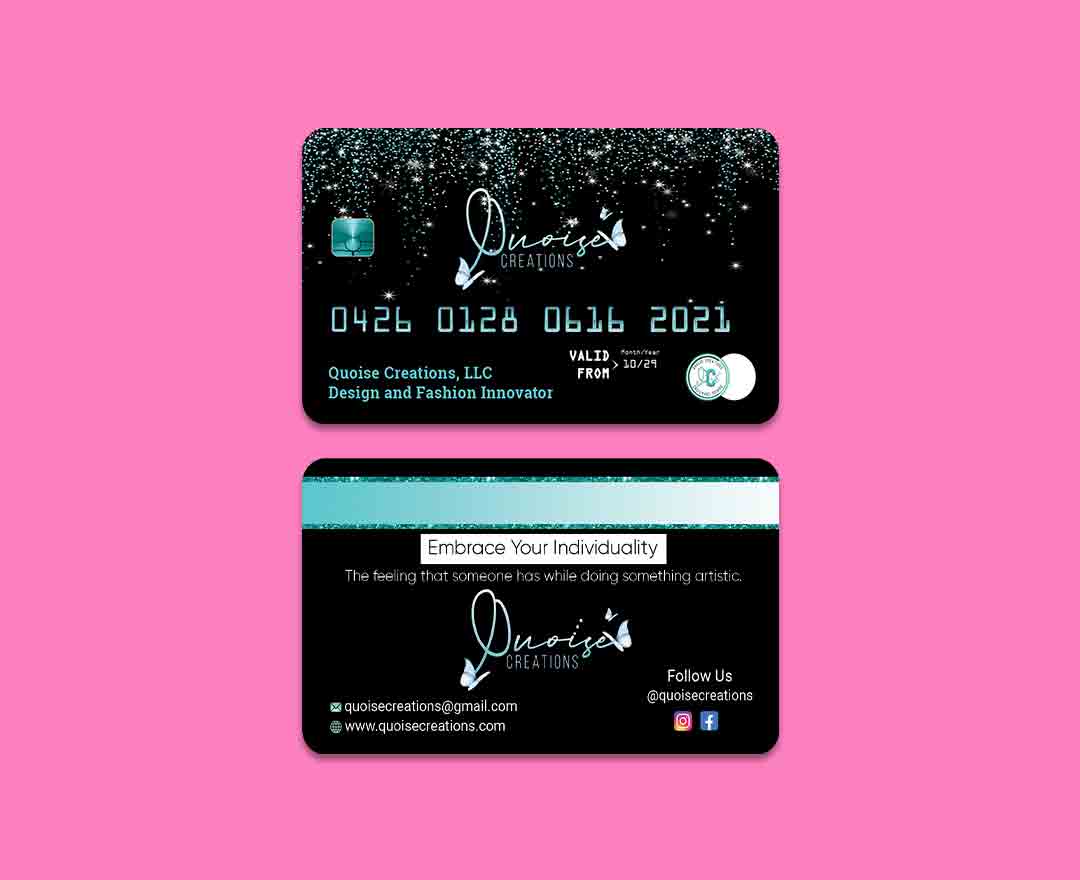 Quoise
CREATIONS
0426 0128 0616 2021
VALID
FROM
Month/Year
10/29
Quoise Creations, LLC
Design and Fashion Innovator
Embrace Your Individuality
The feeling that someone has while doing something artistic.
Quoise
CREATIONS
Follow Us
@quoisecreations
quoisecreations@gmail.com
www.quoisecreations.com